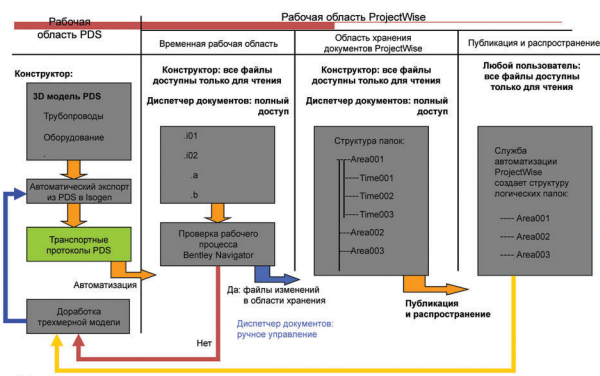 Рабочая
область PDS
Рабочая область ProjectWise
Временная рабочая область
Область хранения
документов ProjectWise
Публикация и распространение
Конструктор:
3D модель PDS
Трубопроводы
Оборудование
.
Автоматический экспорт
из PDS в Isogen
Транспортные
протоколы PDS
Автоматизация
Доработка
трехмерной модели
Конструктор: все файлы
доступны только для чтения
Диспетчер документов: полный
доступ
.i01
.i02
.a
.b
Проверка рабочего
процесса
Bentley Navigator
Да: файлы изменений
в области хранения
Диспетчер документов:
ручное управление
Нет
Конструктор: все файлы
доступны только для чтения
Диспетчер документов: полный
доступ
Структура папок:
----Area001
----Time001
----Time002
----Time003
----Area002
----Area003
Публикация
и распространение
Любой пользователь:
все файлы доступны
только для чтения
Служба
автоматизации
ProjectWise
создает структуру
логических папок:
---- Area001
---- Area002
---- Area003